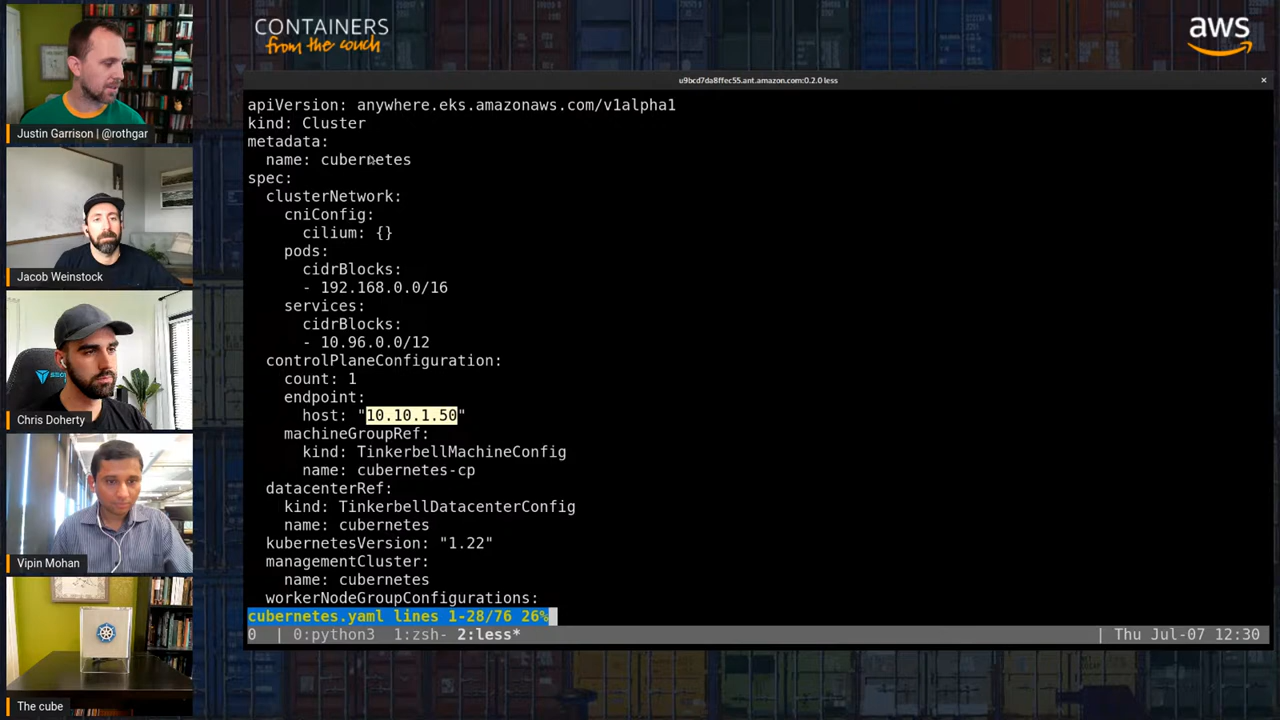 CONTAINERS
from the couch
aws
Justin Garrison | @rothgar
Jacob Weinstock
Chris Doherty
Vipin Mohan
The cube
u9bcd7da8ffec55.ant.amazon.com:0.2.0 less
apiVersion: anywhere.eks.amazonaws.com/v1alpha1
kind: Cluster
metadata:
  name: cubernetes
spec:
  clusterNetwork:
    cniConfig:
      cilium: {}
    pods:
      cidrBlocks:
      - 192.168.0.0/16
    services:
      cidrBlocks:
      - 10.96.0.0/12
  controlPlaneConfiguration:
    count: 1
    endpoint:
      host: "10.10.1.50"
    machineGroupRef:
      kind: TinkerbellMachineConfig
      name: cubernetes-cp
  datacenterRef:
    kind: TinkerbellDatacenterConfig
    name: cubernetes
  kubernetesVersion: "1.22"
  managementCluster:
    name: cubernetes
  workerNodeGroupConfigurations:
cubernetes.yaml lines 1-28/76 26%
0 | 0:python3 1:zsh- 2:less* | Thu Jul-07 12:30